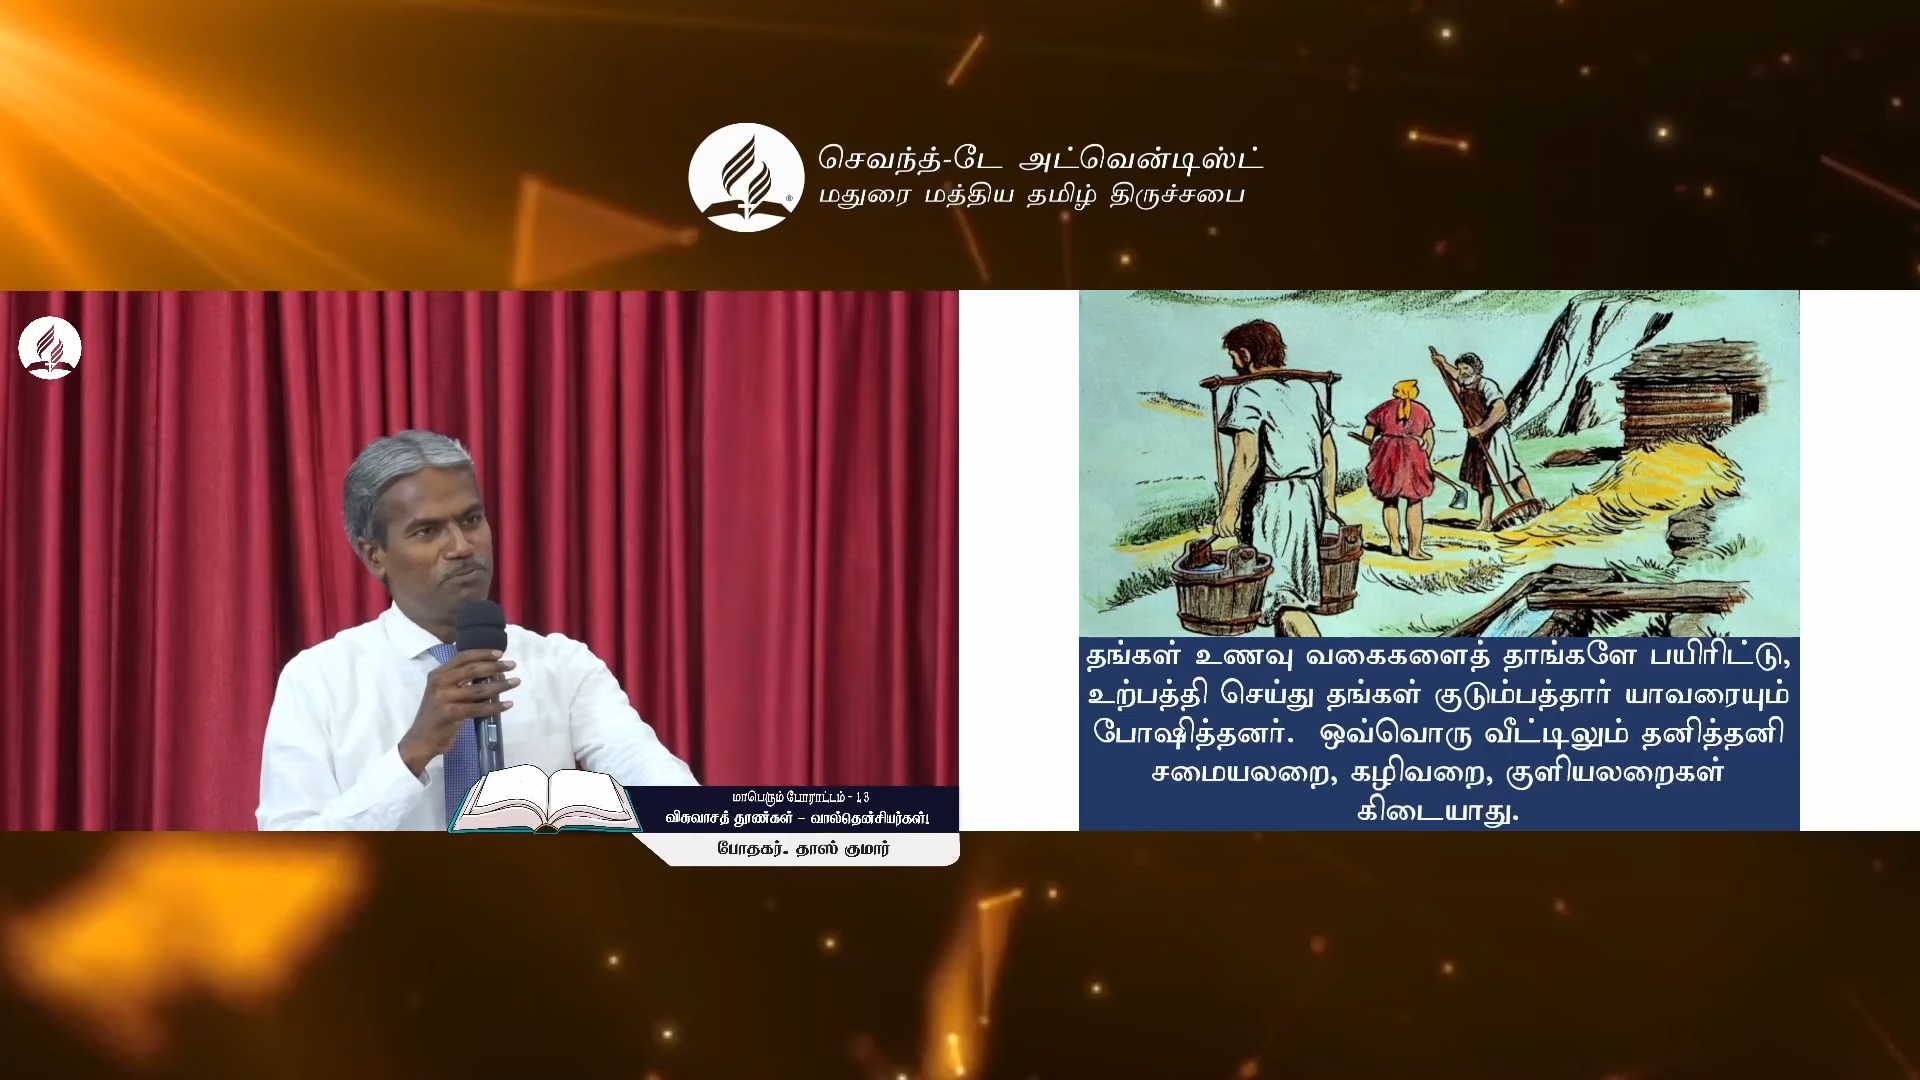 செவந்த்-டே அட்வென்டிஸ்ட்
மதுரை மத்திய தமிழ் திருச்சபை
மாபெரும் போராட்டம் - 13
விசுவாசத் தூண்கள் – வால்தென்சியர்கள்!
போதகர். தாஸ் குமார்
தங்கள் உணவு வகைகளைத் தாங்களே பயிரிட்டு,
உற்பத்தி செய்து தங்கள் குடும்பத்தார் யாவரையும்
போஷித்தனர். ஒவ்வொரு வீட்டிலும் தனித்தனி
சமையலறை, கழிவறை, குளியலறைகள்
கிடையாது.